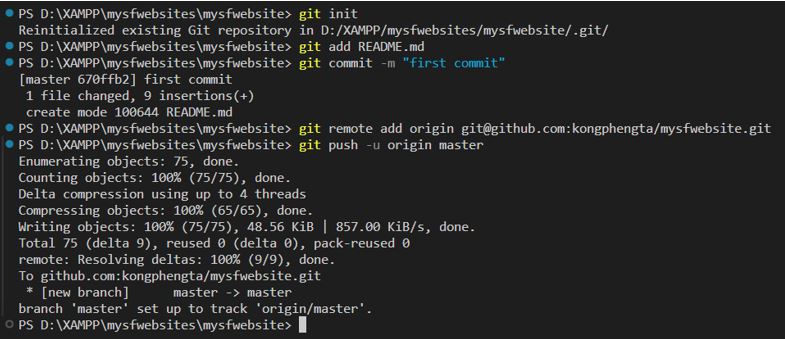 PS D:\XAMPP\mysfwebsites\mysfwebsite> git init
Reinitialized existing Git repository in D:/XAMPP/mysfwebsites/mysfwebsite/.git/
PS D:\XAMPP\mysfwebsites\mysfwebsite> git add README.md
PS D:\XAMPP\mysfwebsites\mysfwebsite> git commit -m "first commit"
[master 670ffb2] first commit
 1 file changed, 9 insertions(+)
 create mode 100644 README.md
PS D:\XAMPP\mysfwebsites\mysfwebsite> git remote add origin git@github.com:kongphengta/mysfwebsite.git
PS D:\XAMPP\mysfwebsites\mysfwebsite> git push -u origin master
Enumerating objects: 75, done.
Counting objects: 100% (75/75), done.
Delta compression using up to 4 threads
Compressing objects: 100% (65/65), done.
Writing objects: 100% (75/75), 48.56 KiB | 857.00 KiB/s, done.
Total 75 (delta 9), reused 0 (delta 0), pack-reused 0
remote: Resolving deltas: 100% (9/9), done.
To github.com:kongphengta/mysfwebsite.git
 * [new branch]      master -> master
branch 'master' set up to track 'origin/master'.
PS D:\XAMPP\mysfwebsites\mysfwebsite>